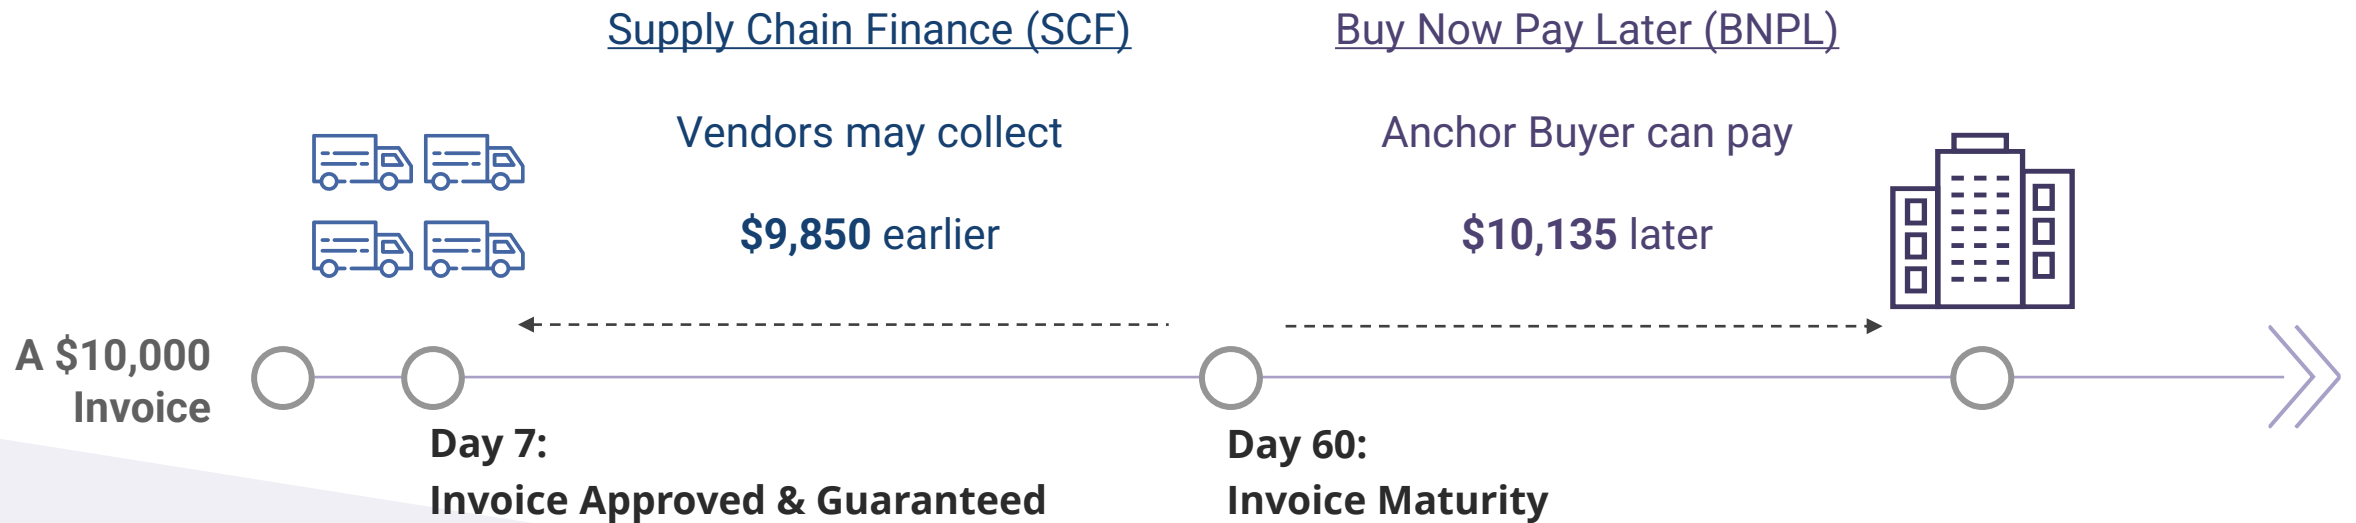 Supply Chain Finance (SCF)
Vendors may collect
$9,850 earlier
Buy Now Pay Later (BNPL)
Anchor Buyer can pay
$10,135 later
A $10,000
Invoice
Day 7:
Invoice Approved & Guaranteed
Day 60:
Invoice Maturity